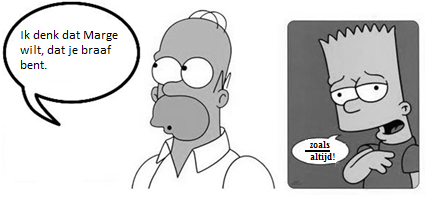 Ik denk dat Marge
wilt, dat je braaf
bent.
zoals
altijd!